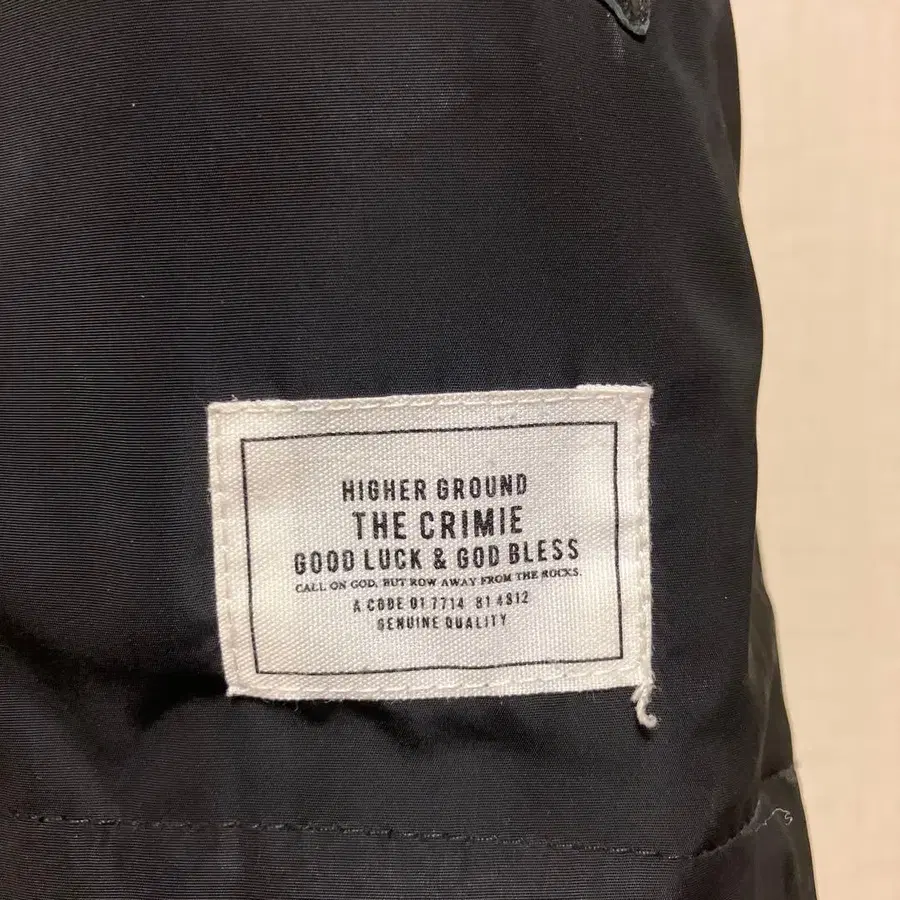 HIGHER GROUND
THE CRIMIE
GOOD LUCK & GOD BLESS
CALL ON GOD, BUT ROW AWAY FROM THE ROCKS.
A CODE 01 7714 81 4812
GENUINE QUALITY